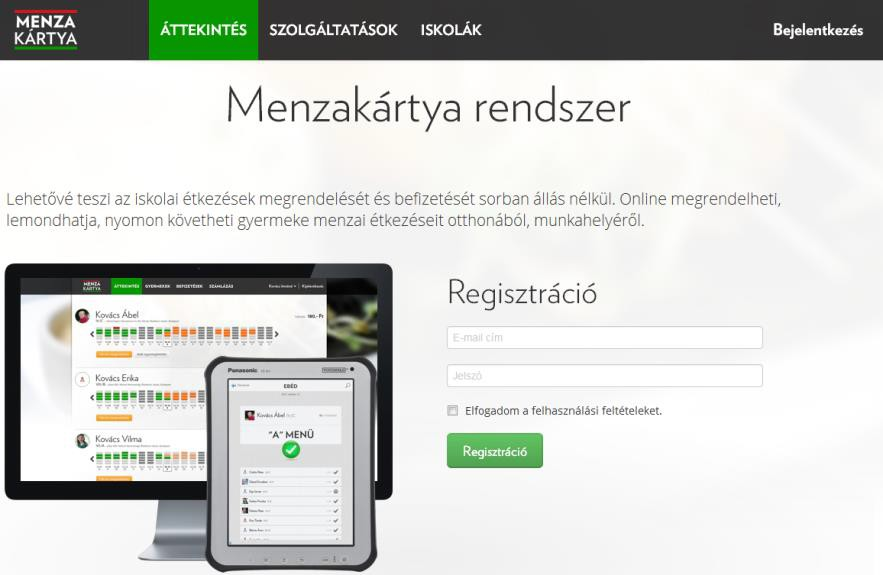 MENZA
KÁRTYA
ÁTTEKINTÉS
SZOLGÁLTATÁSOK
ISKOLÁK
Bejelentkezés
Menzakártya rendszer
Lehetővé teszi az iskolai étkezések megrendelését és befizetését sorban állás nélkül. Online megrendelheti,
lemondhatja, nyomon követheti gyermeke menzai étkezéseit otthonából, munkahelyéről.
MENZA
KÁRTYA
ÁTTEKINTÉS GYERMEKEK BEFIZETÉSEK SZÁMLÁZÁS
Kovács Ábel
Kovács Erika
Kovács Vilma
Panasonic
EBÉD
Kovács Ábel
"A" MENÜ
Regisztráció
E-mail cím
Jelszó
Elfogadom a felhasználási feltételeket.
Regisztráció